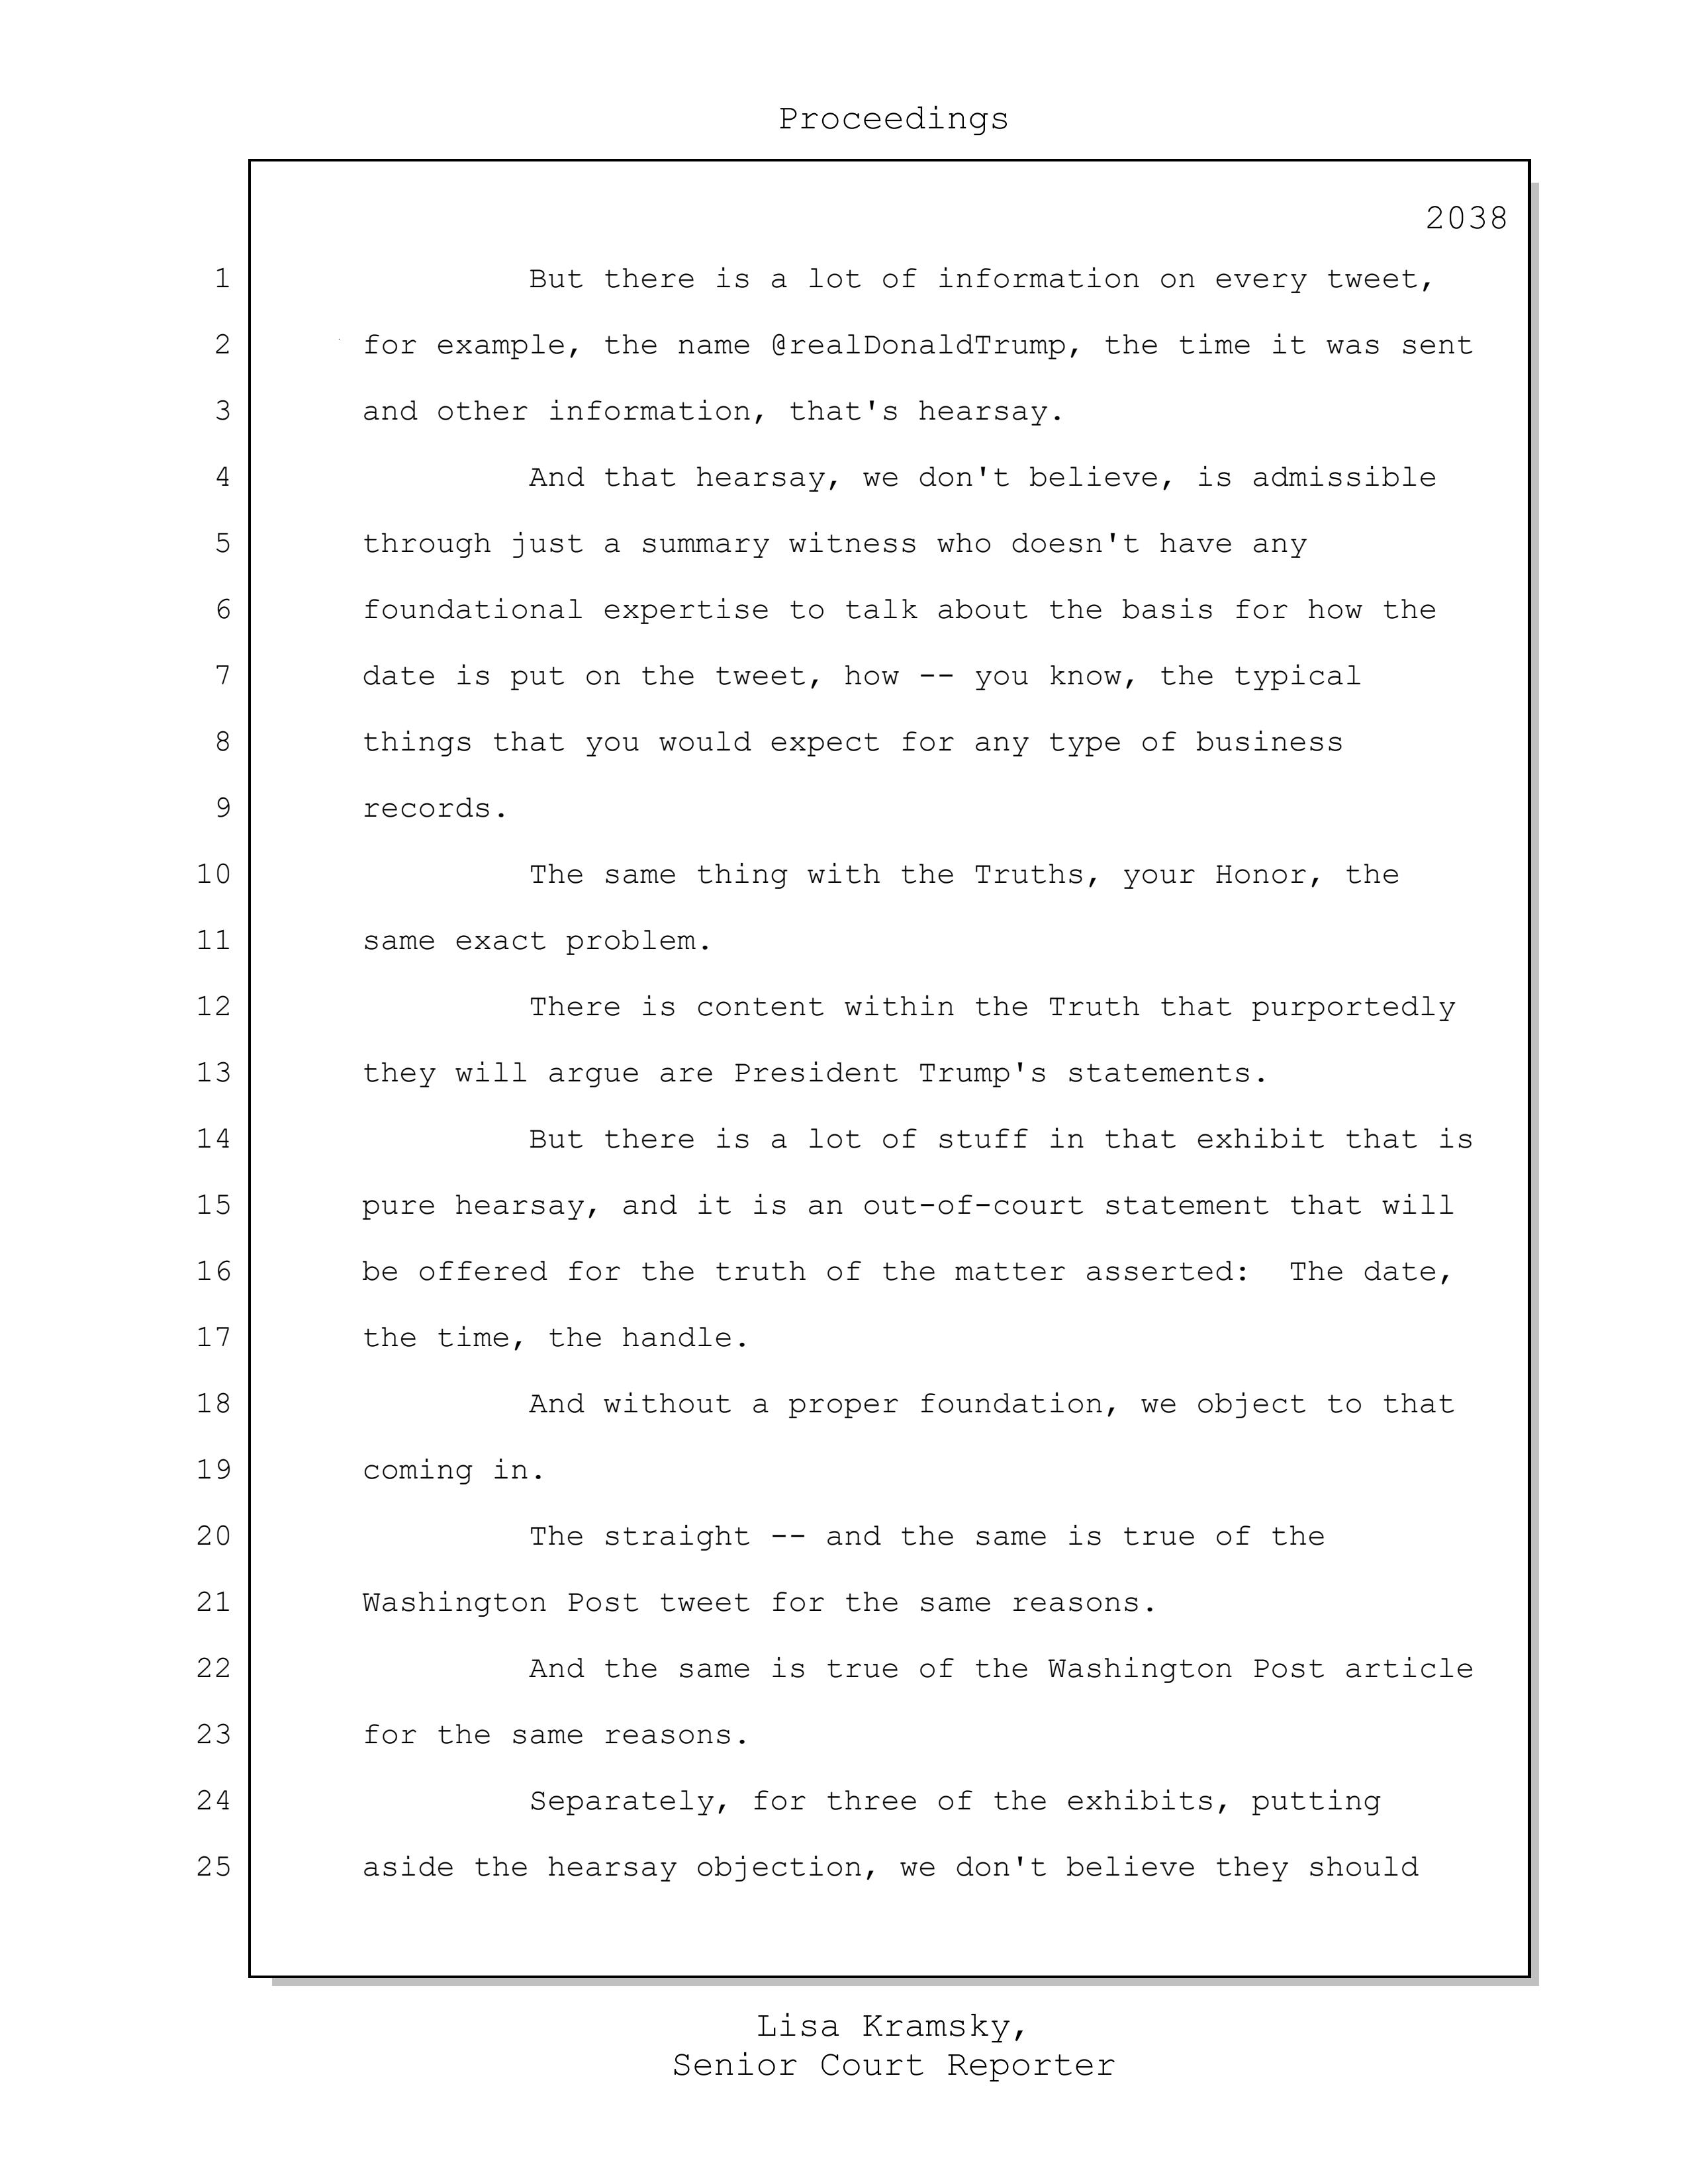 Proceedings
2038
1 But there is a lot of information on every tweet,
2 for example, the name @realDonaldTrump, the time it was sent
3 and other information, that's hearsay.
4 And that hearsay, we don't believe, is admissible
5 through just a summary witness who doesn't have any
6 foundational expertise to talk about the basis for how the
7 date is put on the tweet, how -- you know, the typical
8 things that you would expect for any type of business
9 records.
10 The same thing with the Truths, your Honor, the
11 same exact problem.
12 There is content within the Truth that purportedly
13 they will argue are President Trump's statements.
14 But there is a lot of stuff in that exhibit that is
15 pure hearsay, and it is an out-of-court statement that will
16 be offered for the truth of the matter asserted:  The date,
17 the time, the handle.
18 And without a proper foundation, we object to that
19 coming in.
20 The straight -- and the same is true of the
21 Washington Post tweet for the same reasons.
22 And the same is true of the Washington Post article
23 for the same reasons.
24 Separately, for three of the exhibits, putting
25 aside the hearsay objection, we don't believe they should
Lisa Kramsky,
Senior Court Reporter